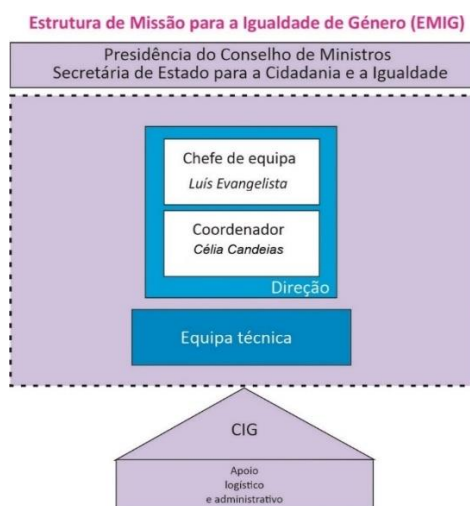 Estrutura de Missão para a Igualdade de Género (EMIG)
Presidência do Conselho de Ministros
Secretária de Estado para a Cidadania e a Igualdade
Chefe de equipa
Luís Evangelista
Coordenador
Célia Candeias
Direção
Equipa técnica
CIG
Apoio
logístico
e administrativo